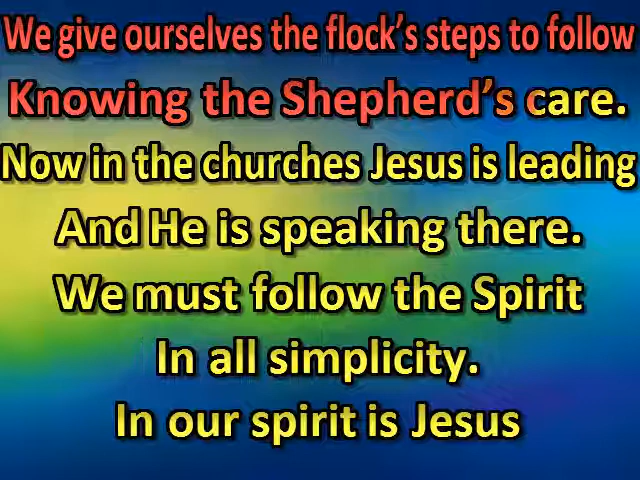 We give ourselves the flock’s steps to follow
Knowing the Shepherd’s care.
Now in the churches Jesus is leading
And He is speaking there.
We must follow the Spirit
In all simplicity.
In our spirit is Jesus